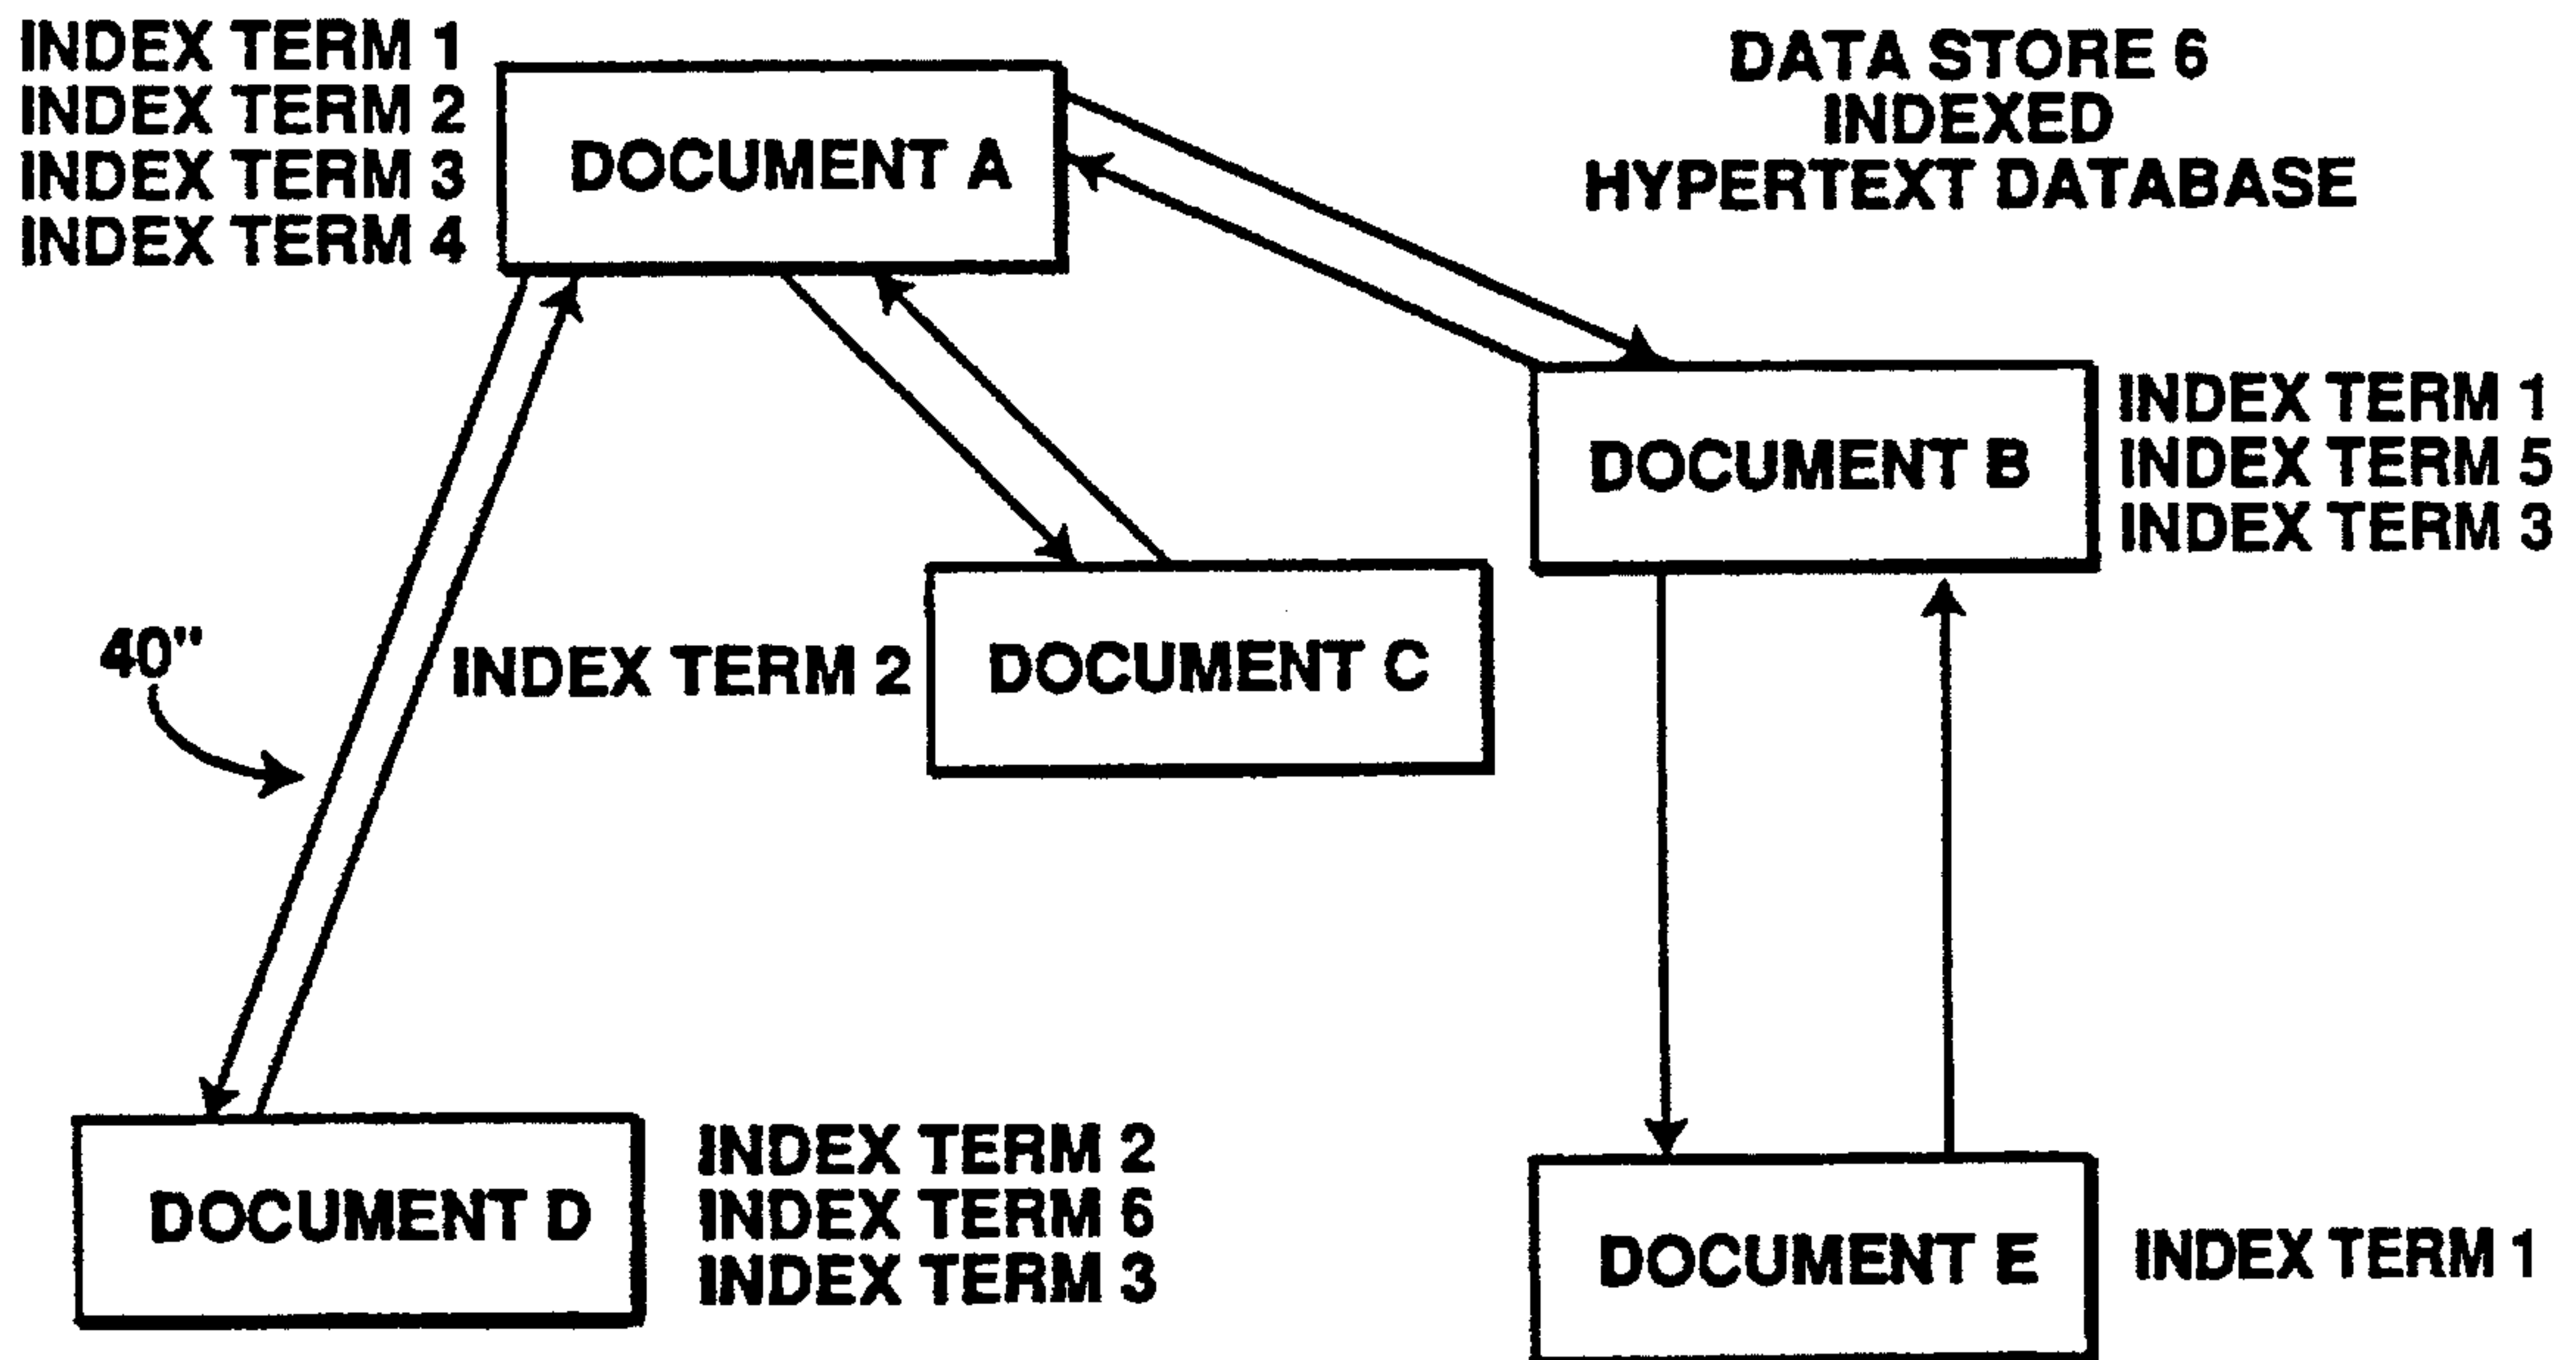 INDEX TERM 1
INDEX TERM 2
INDEX TERM 3
INDEX TERM 4
DOCUMENT A
DATA STORE 6
INDEXED
HYPERTEXT DATABASE
DOCUMENT B
INDEX TERM 1
INDEX TERM 5
INDEX TERM 3
40"
INDEX TERM 2
DOCUMENT C
DOCUMENT D
INDEX TERM 2
INDEX TERM 6
INDEX TERM 3
DOCUMENT E
INDEX TERM 1